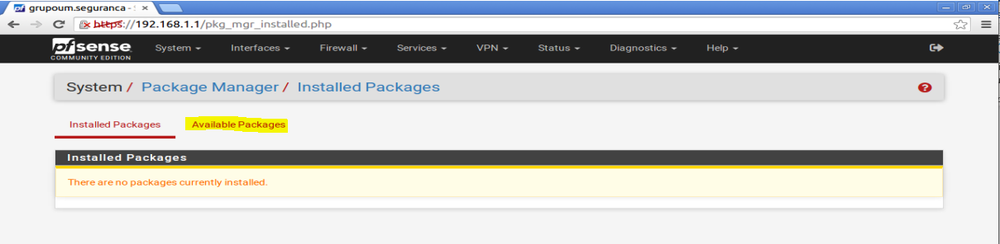 grupoum.seguranca - S
https://192.168.1.1/pkg_mgr_installed.php
pfsense
COMMUNITY EDITION
System Interfaces Firewall Services VPN Status Diagnostics Help
System / Package Manager / Installed Packages
Installed Packages Available Packages
Installed Packages
There are no packages currently installed.